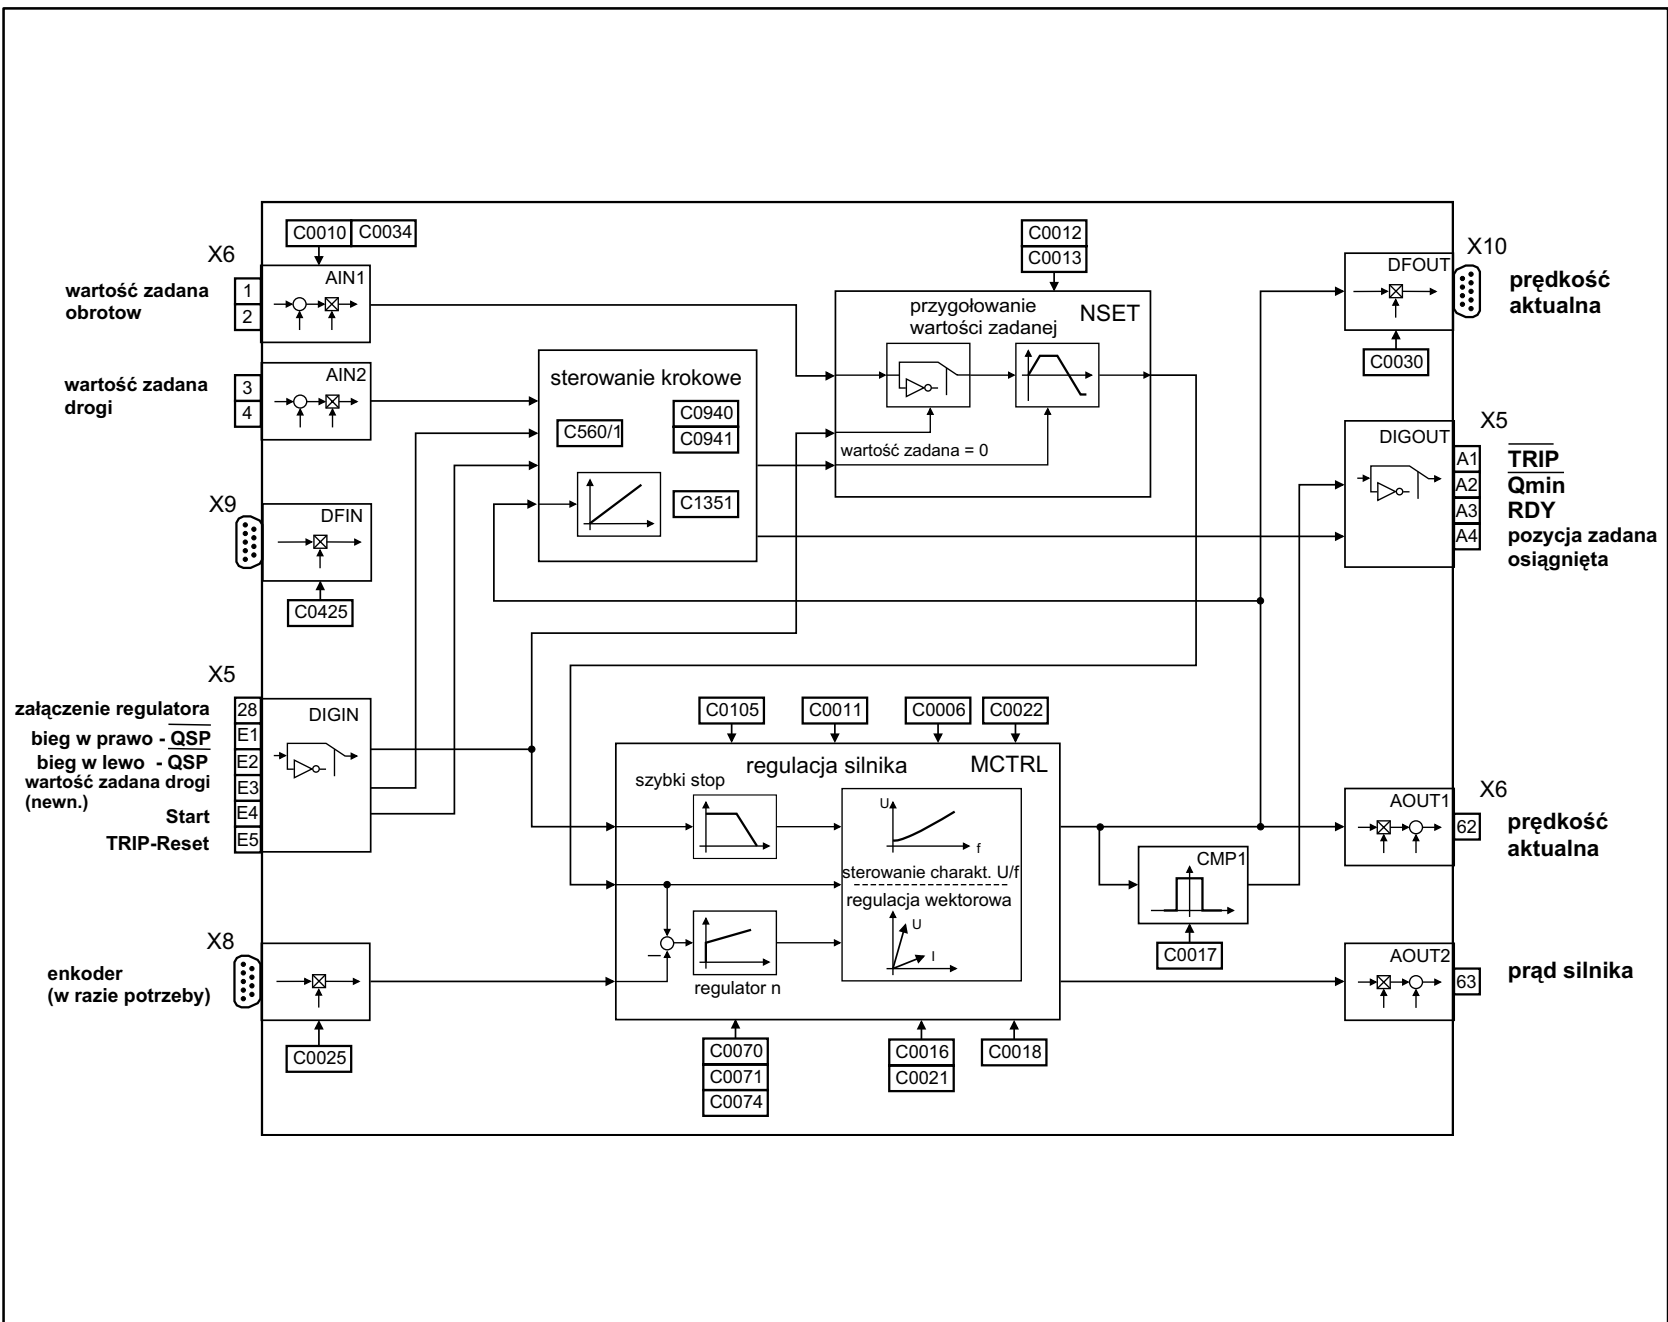 C0010 C0034
X6
AIN1
wartość zadana
obrotow
1
2
AIN2
wartość zadana
drogi
3
4
X9
DFIN
C0425
X5
DIGIN
załączenie regulatora
28
bieg w prawo - QSP
E1
bieg w lewo - QSP
E2
wartość zadana drogi
(newn.)
E3
Start
E4
TRIP-Reset
E5
X8
enkoder
(w razie potrzeby)
C0025
sterowanie krokowe
C560/1
C0940
C0941
C1351
C0012
C0013
przygołowanie
wartości zadanej
NSET
wartość zadana = 0
C0105
C0011
C0006
C0022
regulacja silnika
MCTRL
szybki stop
U
f
sterowanie charakt. U/f
regulacja wektorowa
U
I
regulator n
C0070
C0071
C0074
C0016
C0021
C0018
CMP1
C0017
X10
DFOUT
prędkość
aktualna
C0030
X5
DIGOUT
A1
TRIP
A2
Qmin
A3
RDY
A4
pozycja zadana
osiągnięta
X6
AOUT1
62
prędkość
aktualna
AOUT2
63
prąd silnika